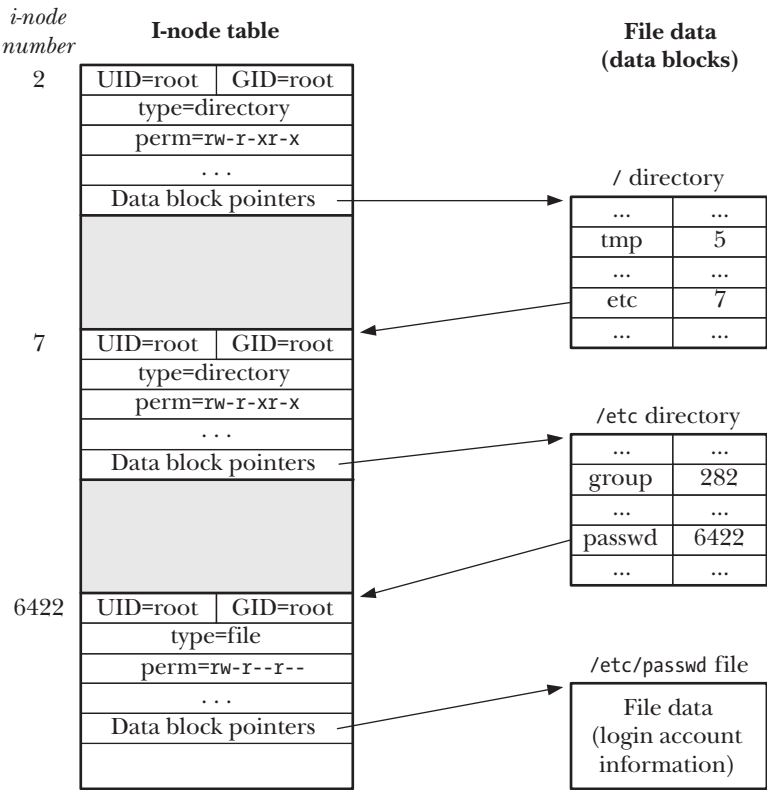 i-node
number
I-node table
File data
(data blocks)
2
UID=root GID=root
type=directory
perm=rw-r-xr-x
. . .
Data block pointers
/ directory
... ...
tmp 5
... ...
etc 7
... ...
7
UID=root GID=root
type=directory
perm=rw-r-xr-x
. . .
Data block pointers
/etc directory
... ...
group 282
... ...
passwd 6422
... ...
6422
UID=root GID=root
type=file
perm=rw-r--r--
. . .
Data block pointers
/etc/passwd file
File data
(login account
information)